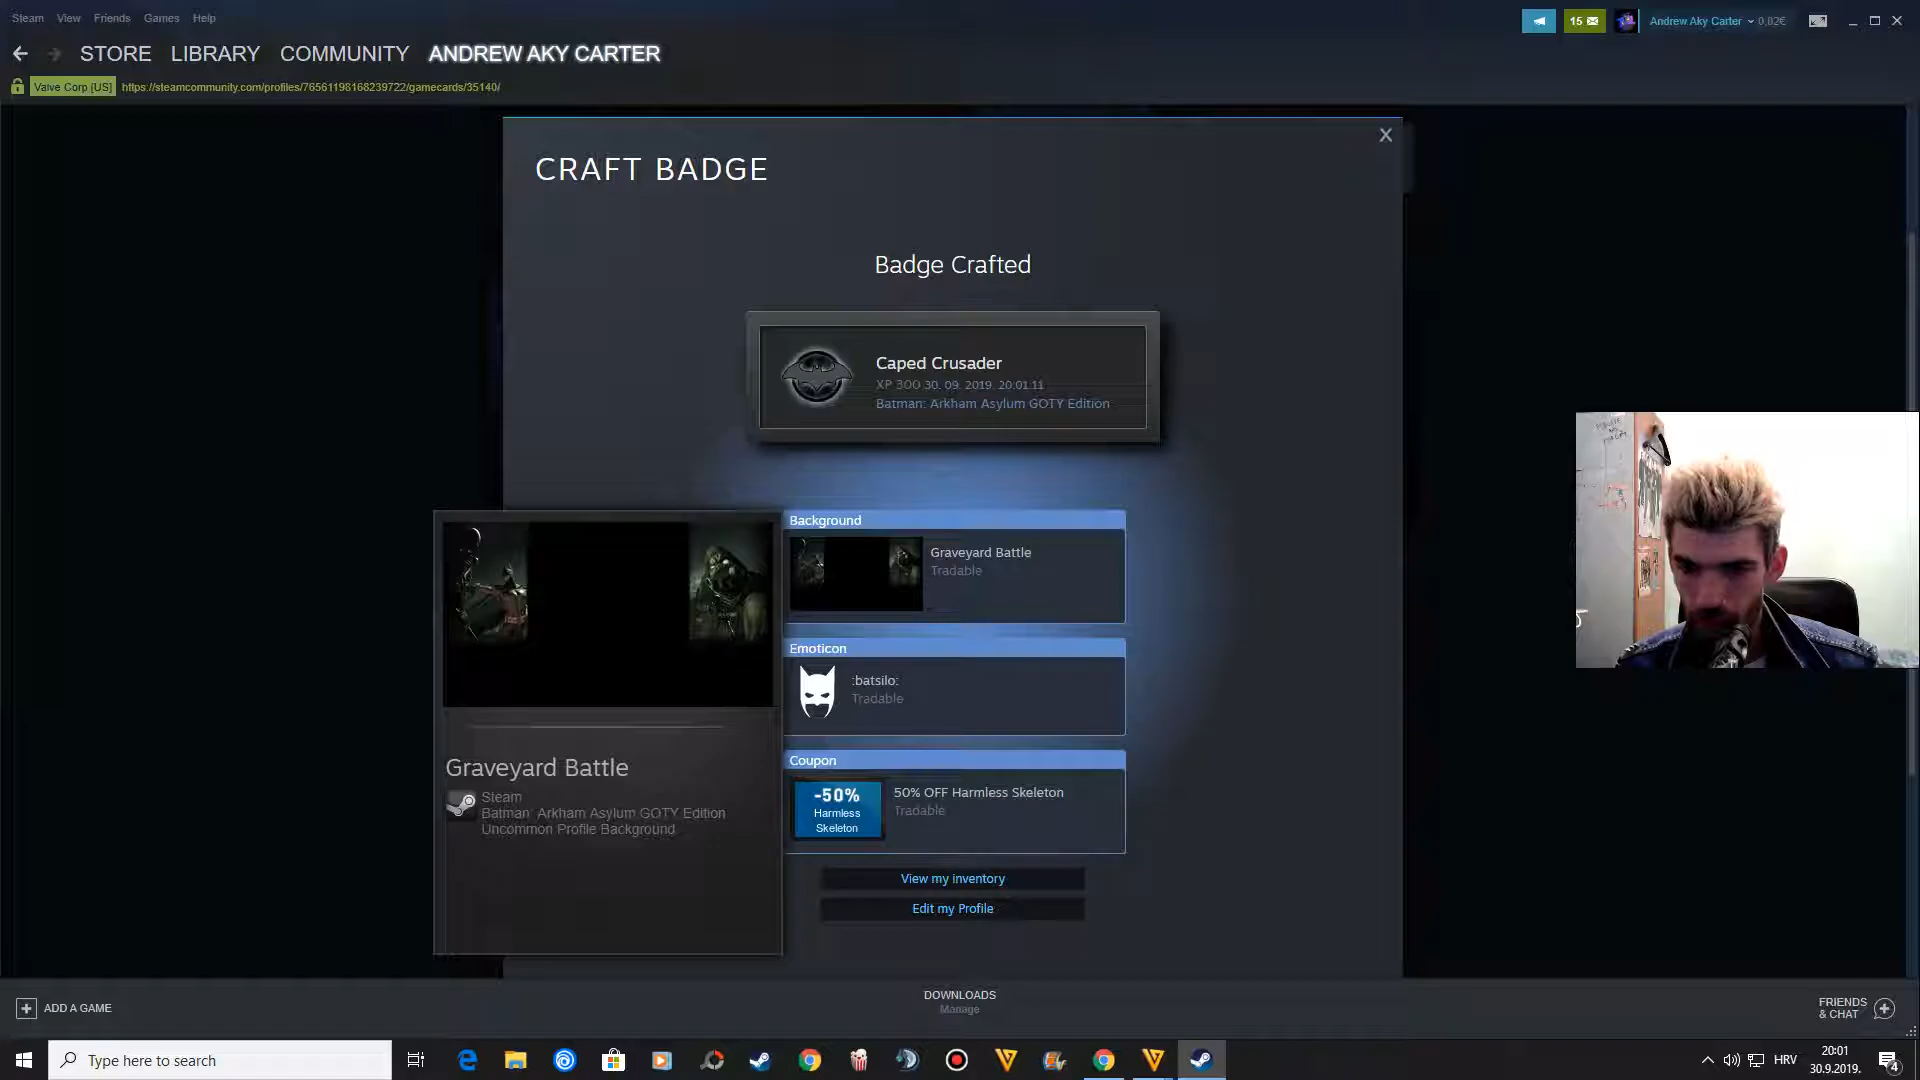 Steam View Friends Games Help
15
Andrew Aky Carter
0,82€
STORE LIBRARY COMMUNITY ANDREW AKY CARTER
Valve Corp [US] https://steamcommunity.com/profiles/76561198168239722/gamecards/35140/
X
CRAFT BADGE
Badge Crafted
Caped Crusader
XP 300 30. 09. 2019. 20:01:11
Batman: Arkham Asylum GOTY Edition
Background
Graveyard Battle
Tradable
Emoticon
:batsilo:
Tradable
Graveyard Battle
Steam
Batman: Arkham Asylum GOTY Edition
Uncommon Profile Background
Coupon
-50%
Harmless
Skeleton
50% OFF Harmless Skeleton
Tradable
View my inventory
Edit my Profile
ADD A GAME
DOWNLOADS
Manage
FRIENDS
& CHAT
Type here to search
HRV
20:01
30.9.2019.
4